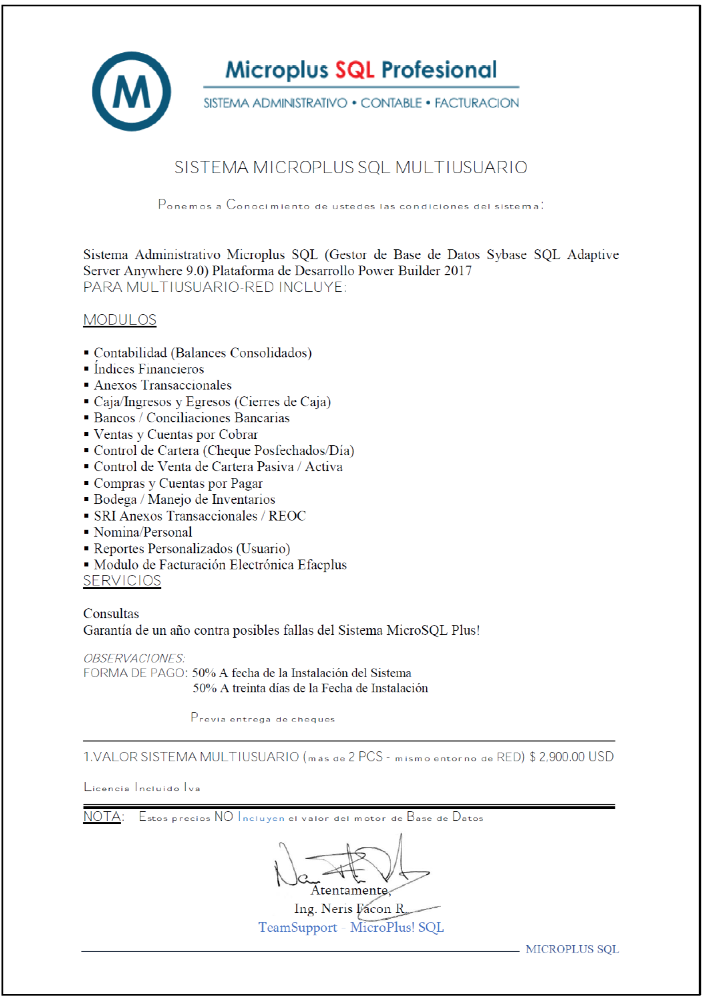 M
Microplus SQL Profesional
SISTEMA ADMINISTRATIVO • CONTABLE • FACTURACION
SISTEMA MICROPLUS SQL MULTIUSUARIO
Ponemos a Conocimiento de ustedes las condiciones del sistema:
Sistema Administrativo Microplus SQL (Gestor de Base de Datos Sybase SQL Adaptive
Server Anywhere 9.0) Plataforma de Desarrollo Power Builder 2017
PARA MULTIUSUARIO-RED INCLUYE:
MODULOS
▪ Contabilidad (Balances Consolidados)
▪ Índices Financieros
▪ Anexos Transaccionales
▪ Caja/Ingresos y Egresos (Cierres de Caja)
▪ Bancos / Conciliaciones Bancarias
▪ Ventas y Cuentas por Cobrar
▪ Control de Cartera (Cheque Posfechados/Día)
▪ Control de Venta de Cartera Pasiva / Activa
▪ Compras y Cuentas por Pagar
▪ Bodega / Manejo de Inventarios
▪ SRI Anexos Transaccionales / REOC
▪ Nomina/Personal
▪ Reportes Personalizados (Usuario)
▪ Modulo de Facturación Electrónica Efacplus
SERVICIOS
Consultas
Garantía de un año contra posibles fallas del Sistema MicroSQL Plus!
OBSERVACIONES:
FORMA DE PAGO: 50% A fecha de la Instalación del Sistema
50% A treinta días de la Fecha de Instalación
Previa entrega de cheques
1.VALOR SISTEMA MULTIUSUARIO (más de 2 PCS - mismo entorno de RED) $ 2,900.00 USD
Licencia Incluido Iva
NOTA: Estos precios NO Incluyen el valor del motor de Base de Datos
Atentamente,
Ing. Neris Facon R.
TeamSupport - MicroPlus! SQL
MICROPLUS SQL